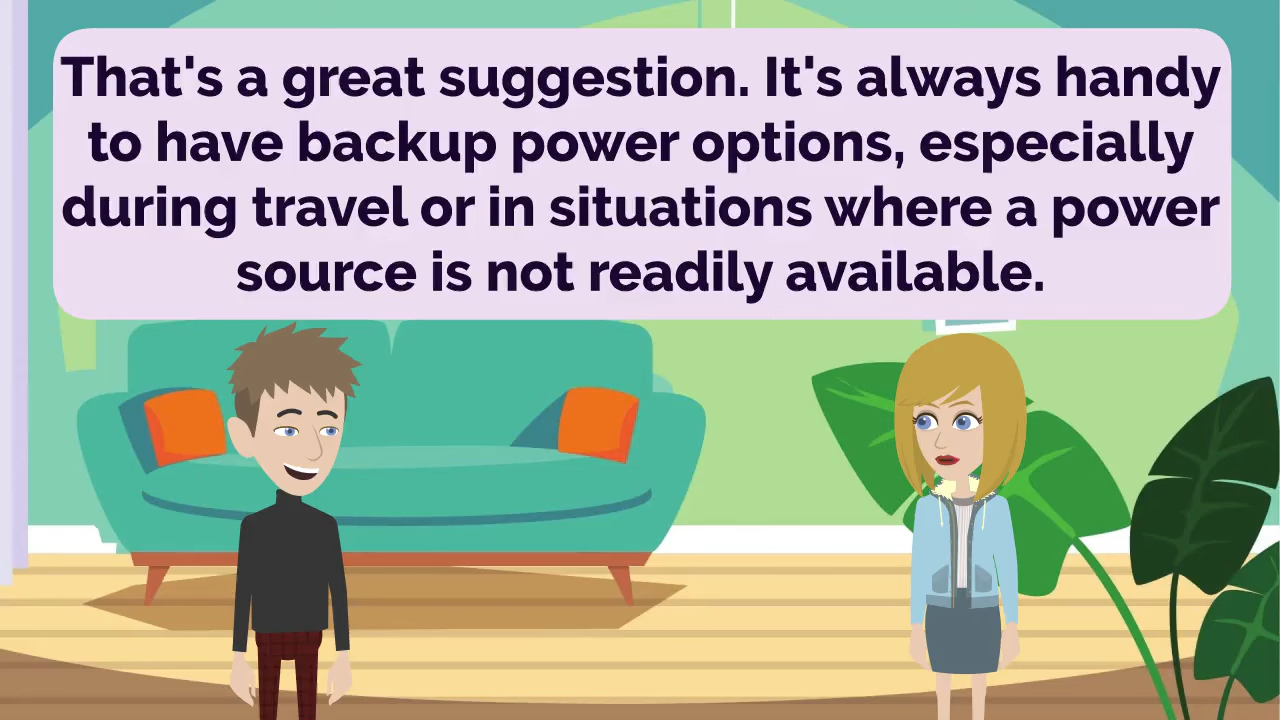 That's a great suggestion. It's always handy
to have backup power options, especially
during travel or in situations where a power
source is not readily available.